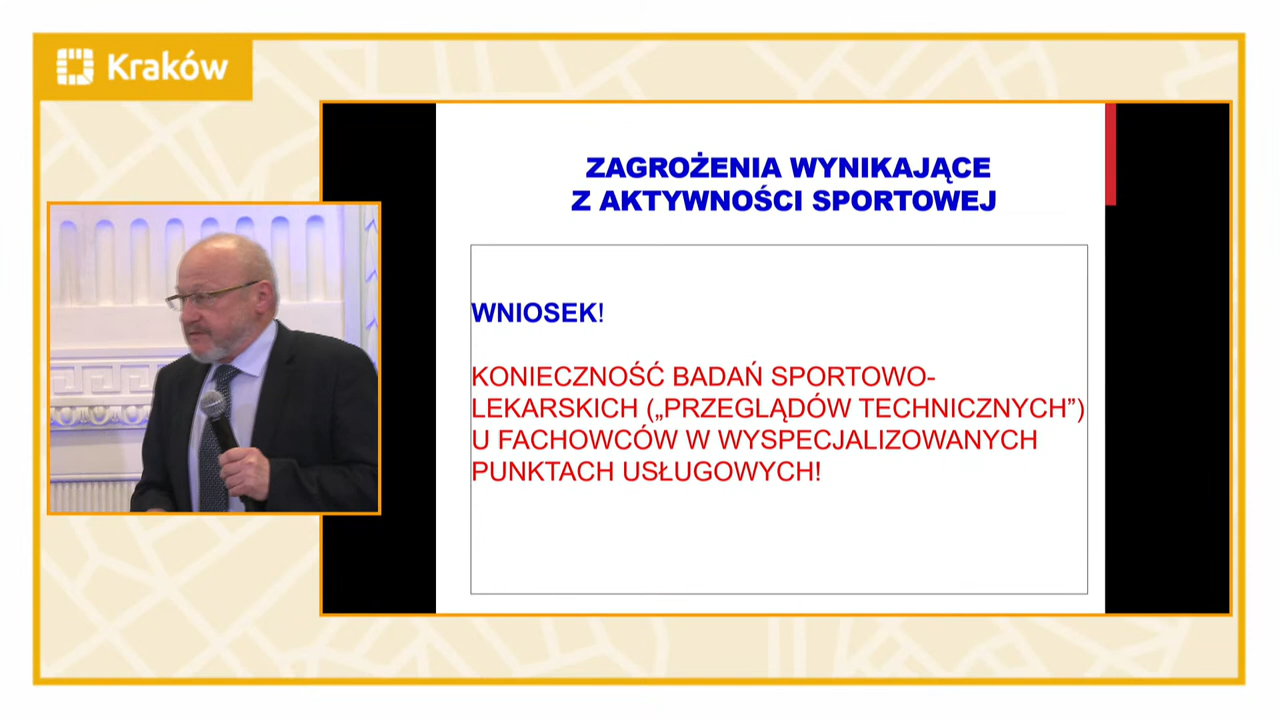 Kraków
ZAGROŻENIA WYNIKAJĄCE
Z AKTYWNOŚCI SPORTOWEJ
WNIOSEK!
KONIECZNOŚĆ BADAŃ SPORTOWO-
LEKARSKICH („PRZEGLĄDÓW TECHNICZNYCH”)
U FACHOWCÓW W WYSPECJALIZOWANYCH
PUNKTACH USŁUGOWYCH!